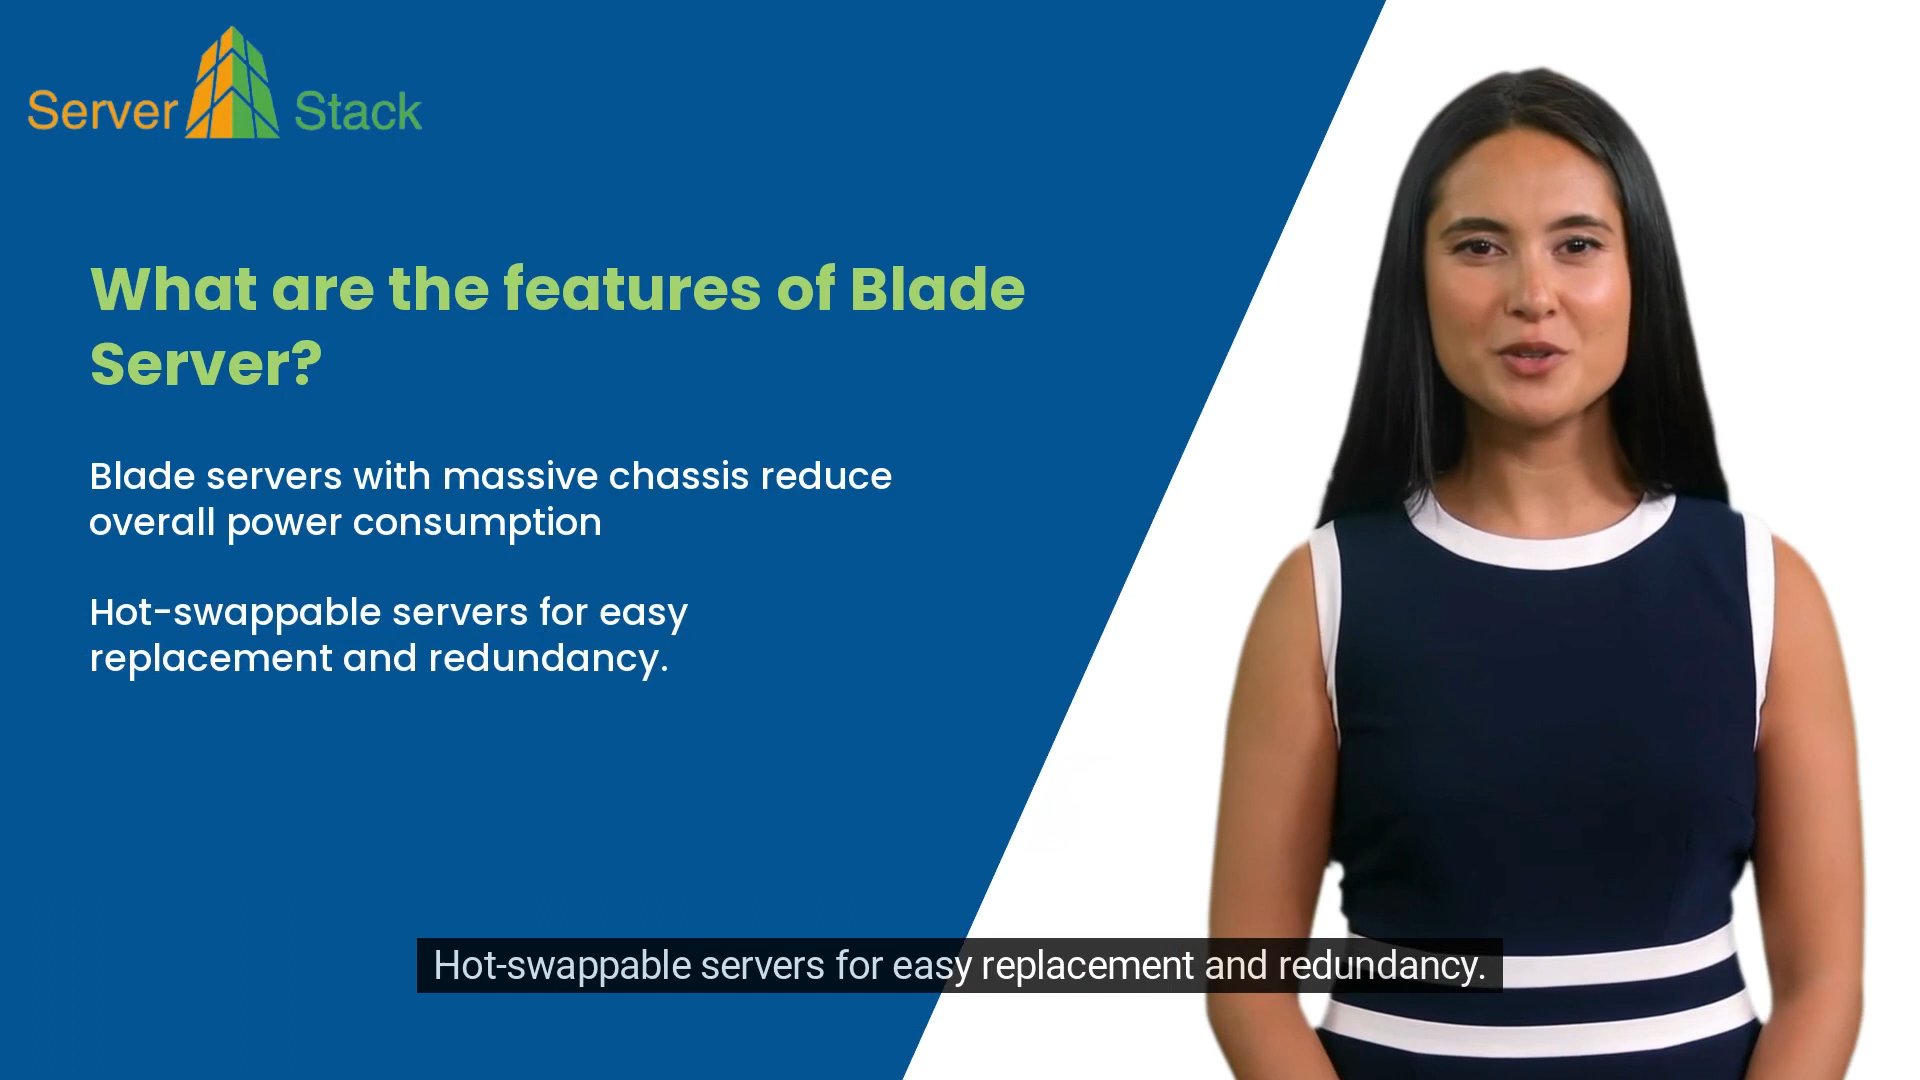 Server Stack
What are the features of Blade
Server?
Blade servers with massive chassis reduce
overall power consumption
Hot-swappable servers for easy
replacement and redundancy.
Hot-swappable servers for easy replacement and redundancy.